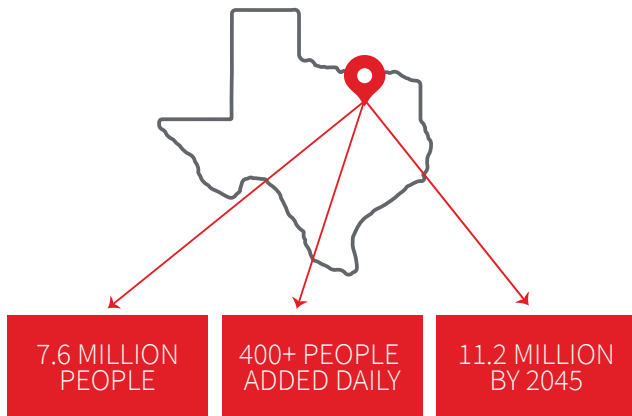 7.6 MILLION
PEOPLE
400+ PEOPLE
ADDED DAILY
11.2 MILLION
BY 2045